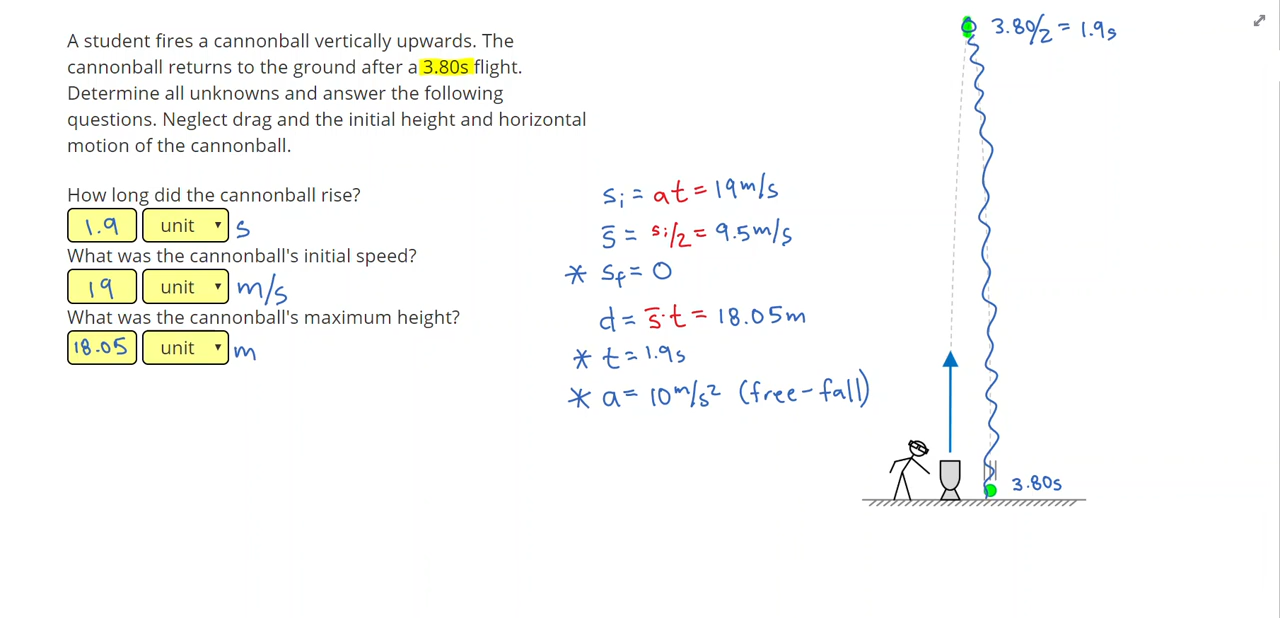 A student fires a cannonball vertically upwards. The
cannonball returns to the ground after a 3.80s flight.
Determine all unknowns and answer the following
questions. Neglect drag and the initial height and horizontal
motion of the cannonball.
How long did the cannonball rise?
1.9 unit ▾ s
What was the cannonball's initial speed?
19 unit ▾ m/s
What was the cannonball's maximum height?
18.05 unit ▾ m
sᵢ = at = 19 m/s
s̄ = sᵢ/2 = 9.5 m/s
* sf = 0
d = s̄·t = 18.05m
* t = 1.9s
* a = 10 m/s² (free-fall)
3.80/2 = 1.9s
3.80s